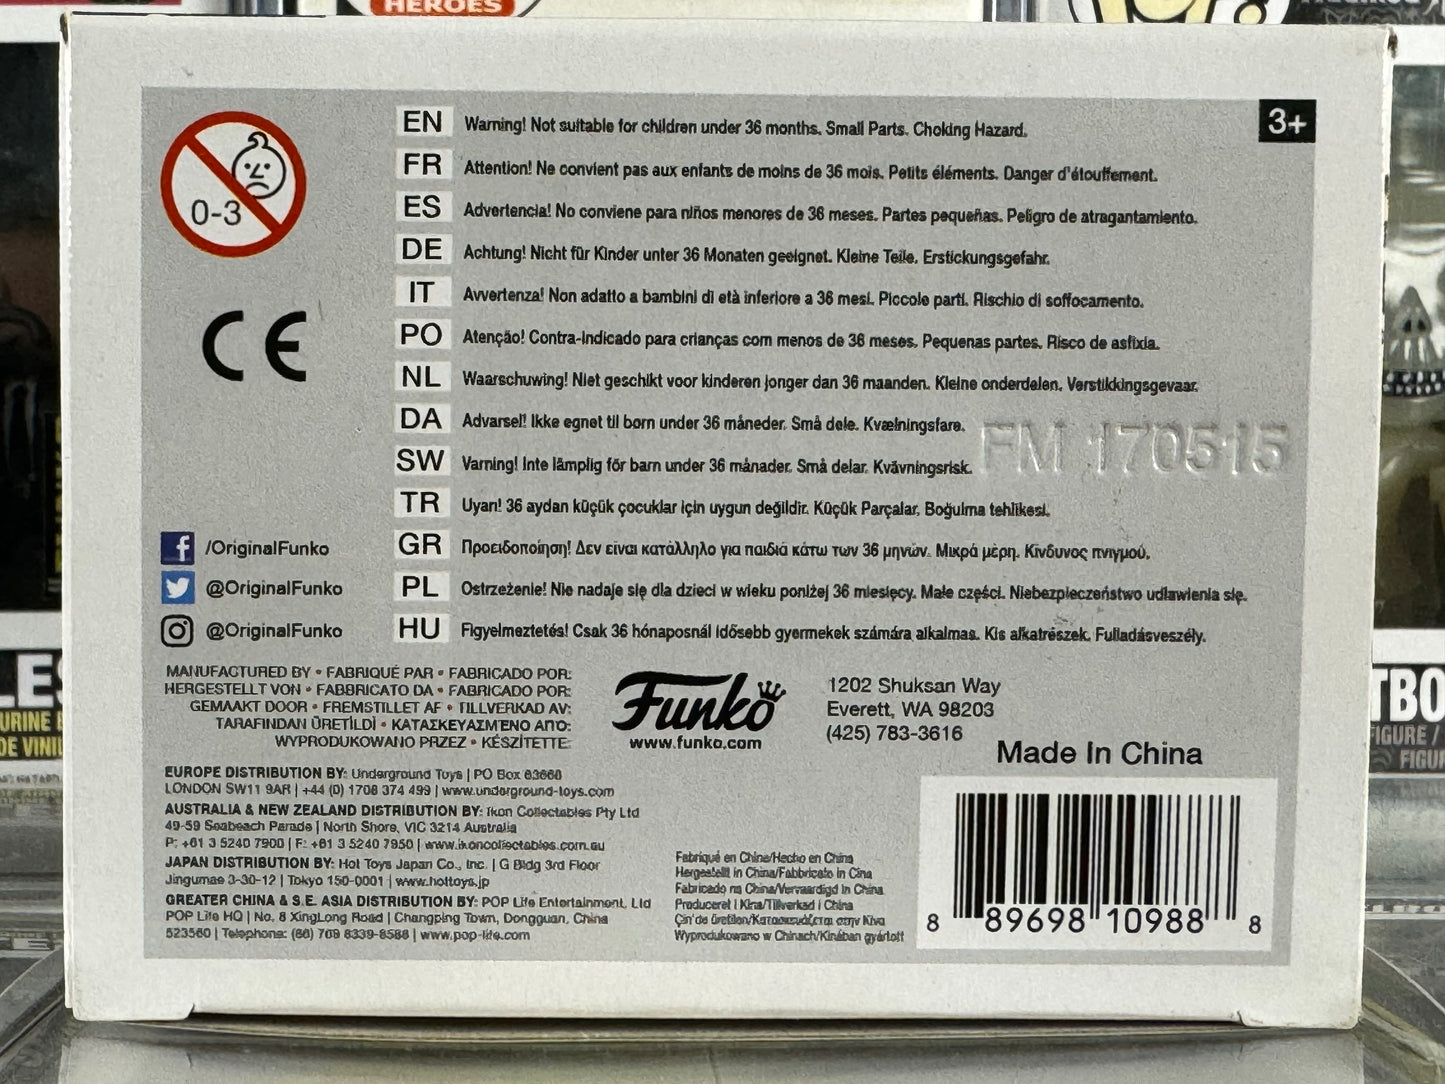 HEROES
0-3
3+
EN Warning! Not suitable for children under 36 months. Small Parts. Choking Hazard.
FR Attention! Ne convient pas aux enfants de moins de 36 mois. Petits éléments. Danger d'étouffement.
ES Advertencia! No conviene para niños menores de 36 meses. Partes pequeñas. Peligro de atragantamiento.
DE Achtung! Nicht für Kinder unter 36 Monaten geeignet. Kleine Teile. Erstickungsgefahr.
IT Avvertenza! Non adatto a bambini di età inferiore a 36 mesi. Piccole parti. Rischio di soffocamento.
PO Atenção! Contra-indicado para crianças com menos de 36 meses. Pequenas partes. Risco de asfixia.
NL Waarschuwing! Niet geschikt voor kinderen jonger dan 36 maanden. Kleine onderdelen. Verstikkingsgevaar.
DA Advarsel! Ikke egnet til born under 36 måneder. Små dele. Kvælningsfare.
SW Varning! Inte lämplig för barn under 36 månader. Små delar. Kvävningsrisk.
FM 170515
TR Uyarı! 36 aydan küçük çocuklar için uygun değildir. Küçük Parçalar. Boğulma tehlikesi.
GR Προειδοποίηση! Δεν είναι κατάλληλο για παιδιά κάτω των 36 μηνών. Μικρά μέρη. Κίνδυνος πνιγμού.
PL Ostrzeżenie! Nie nadaje się dla dzieci w wieku poniżej 36 miesięcy. Małe części. Niebezpieczeństwo udławienia się.
HU Figyelmeztetés! Csak 36 hónaposnál idősebb gyermekek számára alkalmas. Kis alkatrészek. Fulladásveszély.
CE
/OriginalFunko
@OriginalFunko
@OriginalFunko
MANUFACTURED BY • FABRIQUÉ PAR • FABRICADO POR:
HERGESTELLT VON • FABBRICATO DA • FABRICADO POR:
GEMAAKT DOOR • FREMSTILLET AF • TILLVERKAD AV:
TARAFINDAN ÜRETİLDİ • ΚΑΤΑΣΚΕΥΑΣΜΈΝΟ ΑΠΌ:
WYPRODUKOWANO PRZEZ • KÉSZÍTETTE:
Funko
www.funko.com
1202 Shuksan Way
Everett, WA 98203
(425) 783-3616
Made In China
EUROPE DISTRIBUTION BY: Underground Toys | PO Box 63668
LONDON SW11 9AR | +44 (0) 1708 374 499 | www.underground-toys.com
AUSTRALIA & NEW ZEALAND DISTRIBUTION BY: Ikon Collectables Pty Ltd
49-59 Seabeach Parade | North Shore, VIC 3214 Australia
P: +61 3 5240 7900 | F: +61 3 5240 7950 | www.ikoncollectables.com.au
JAPAN DISTRIBUTION BY: Hot Toys Japan Co., Inc. | G Bldg 3rd Floor
Jingumae 3-30-12 | Tokyo 150-0001 | www.hottoys.jp
GREATER CHINA & S.E. ASIA DISTRIBUTION BY: POP Life Entertainment, Ltd
POP Life HQ | No. 8 XingLong Road | Changping Town, Dongguan, China
523560 | Telephone: (86) 769 8339-8588 | www.pop-life.com
Fabriqué en Chine/Hecho en China
Hergestellt in China/Fabbricato in Cina
Fabricado na China/Vervaardigd in China
Produceret i Kina/Tillverkad i China
Çin'de üretilen/Κατασκευάζεται στην Κίνα
Wyprodukowano w Chinach/Kínában gyártott
8 89698 10988 8